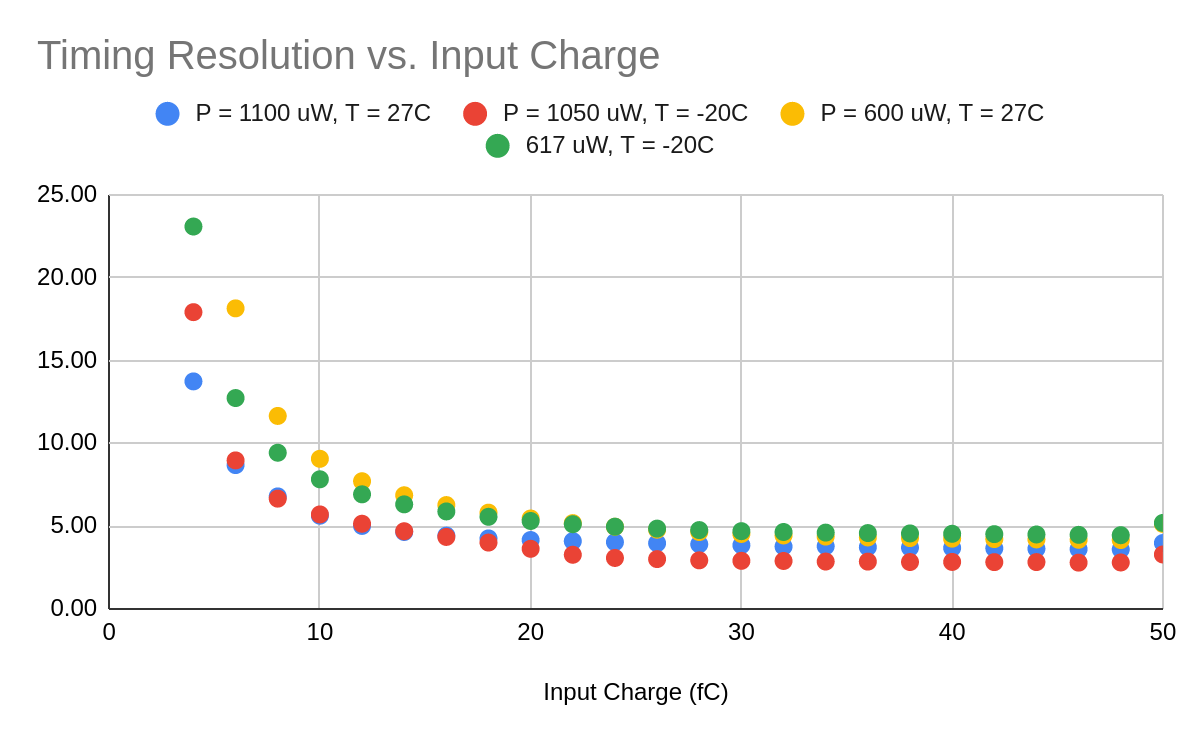 Timing Resolution vs. Input Charge
P = 1100 uW, T = 27C P = 1050 uW, T = -20C P = 600 uW, T = 27C
617 uW, T = -20C
25.00
20.00
15.00
10.00
5.00
0.00
0 10 20 30 40 50
Input Charge (fC)